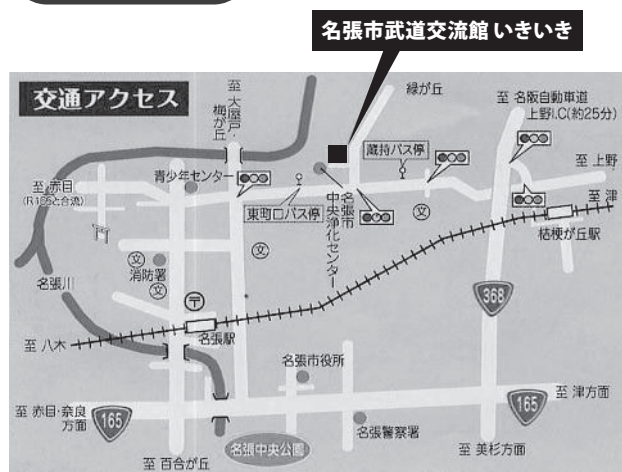 名張市武道交流館 いきいき
交通アクセス
至 大屋戸・
梅が丘
緑が丘
至 名阪自動車道
上野I.C(約25分)
蔵持バス停
至 上野
青少年センター
至 赤目
(R165と合流)
東町口バス停
名張市
中央浄化センター
至 津
文
桔梗が丘駅
文
文
消防署
文
名張川
368
〒
至 八木
名張駅
名張市役所
至 赤目・奈良
方面
165
165
至 津方面
名張中央公園
名張警察署
至 百合が丘
至 美杉方面